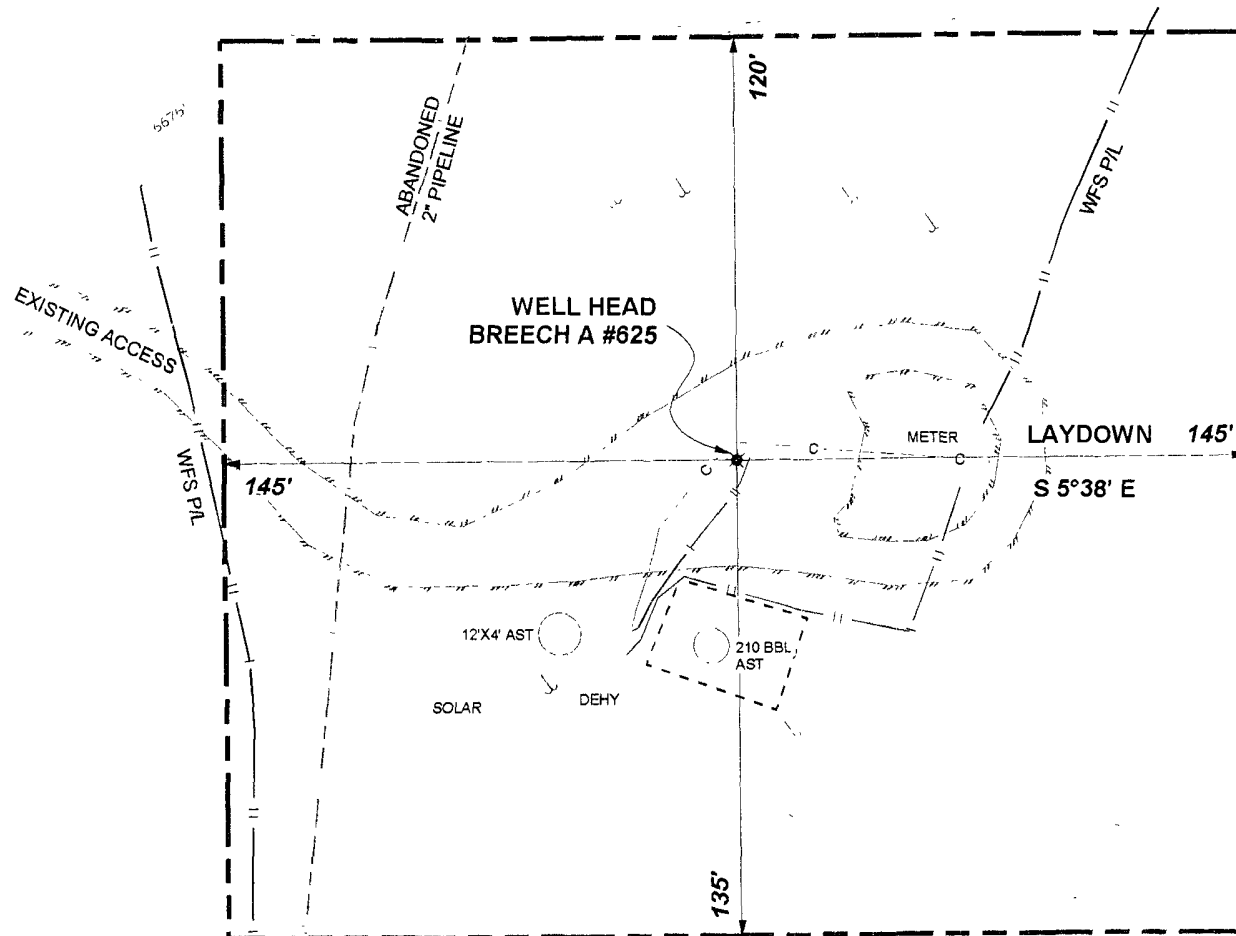 120'
5675'
ABANDONED
2" PIPELINE
WFS P/L
EXISTING ACCESS
WELL HEAD
BREECH A #625
METER
LAYDOWN 145'
C
C
C
145'
S 5°38' E
WFS P/L
12'X4' AST
210 BBL
AST
SOLAR
DEHY
135'